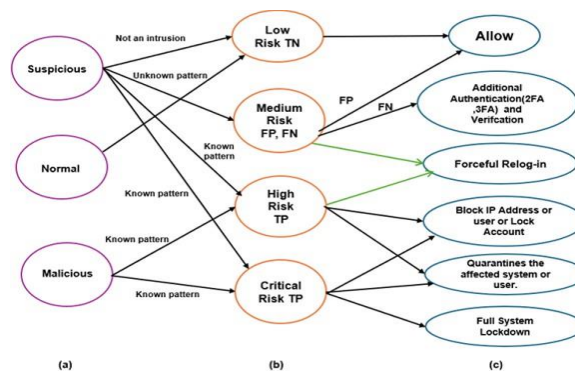 Not an intrusion
Low
Risk TN
Allow
Suspicious
Unknown pattern
FP
Medium
Risk
FP, FN
FN
Additional
Authentication(2FA
,3FA) and
Verifcation
Known
pattern
Normal
Forceful Relog-in
Known pattern
High
Risk
TP
Block IP Address or
user or Lock
Account
Known pattern
Malicious
Quarantines the
affected system or
user.
Known pattern
Critical
Risk TP
Full System
Lockdown
(a)
(b)
(c)